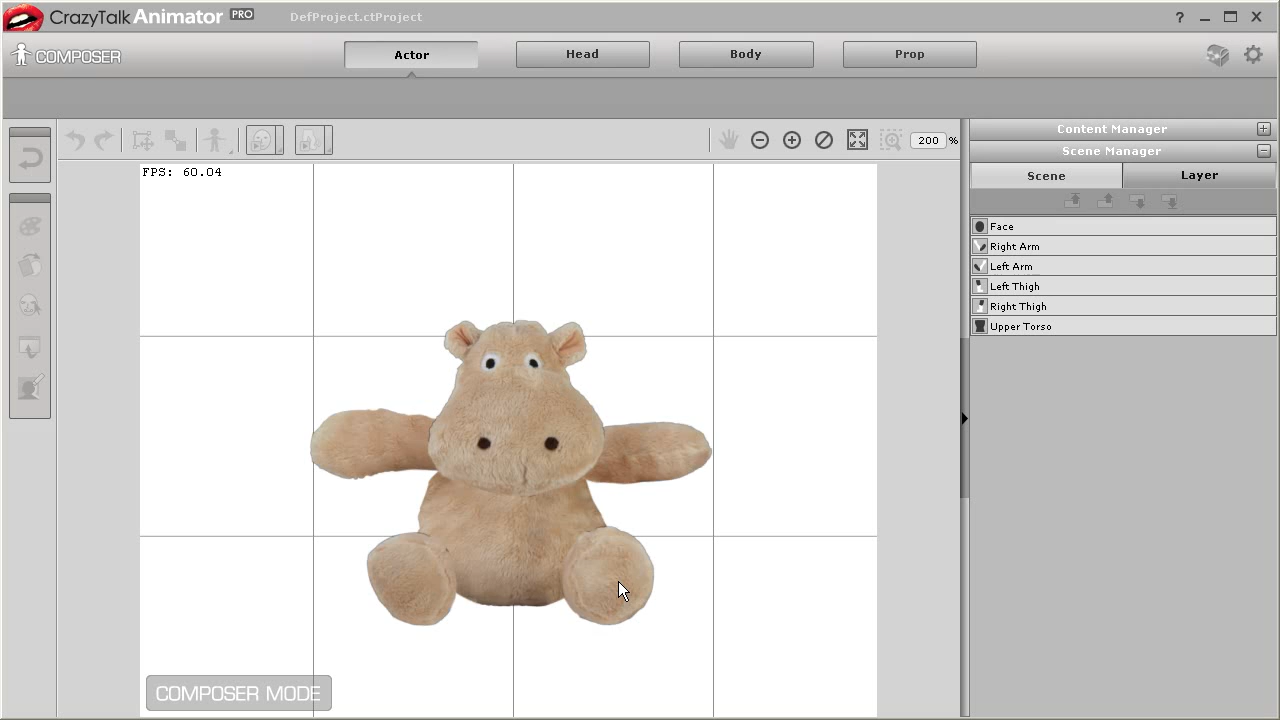 CrazyTalk Animator PRO DefProject.ctProject ?
COMPOSER Actor Head Body Prop
200 %
FPS: 60.04
COMPOSER MODE
Content Manager
Scene Manager
Scene Layer
Face
Right Arm
Left Arm
Left Thigh
Right Thigh
Upper Torso